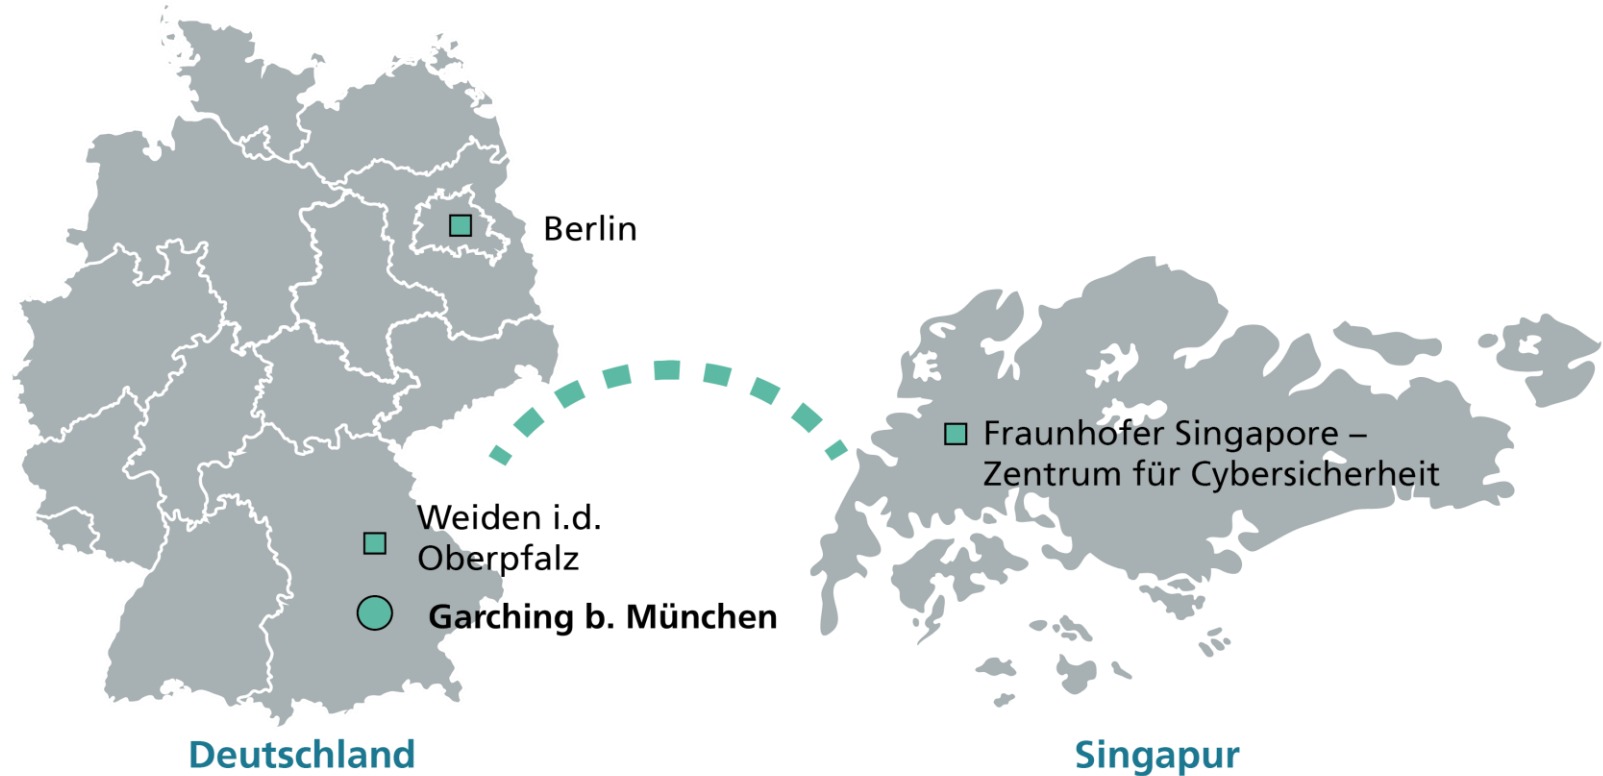 Berlin
Weiden i.d.
Oberpfalz
Garching b. München
Deutschland
Fraunhofer Singapore –
Zentrum für Cybersicherheit
Singapur